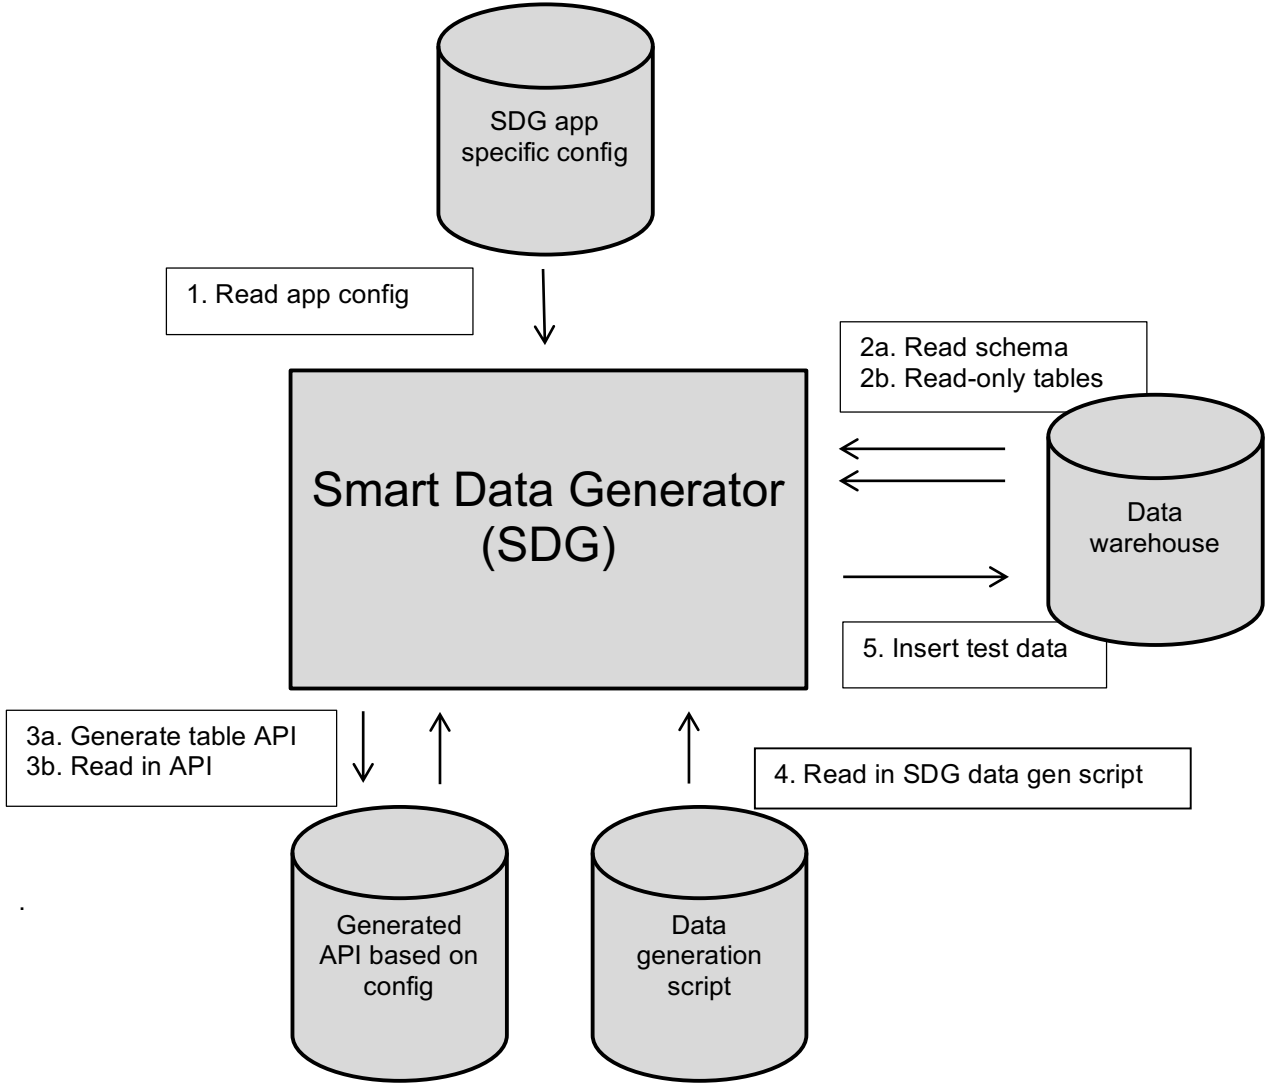 SDG app
specific config
1. Read app config
2a. Read schema
2b. Read-only tables
Smart Data Generator
(SDG)
Data
warehouse
5. Insert test data
3a. Generate table API
3b. Read in API
4. Read in SDG data gen script
.
Generated
API based on
config
Data
generation
script